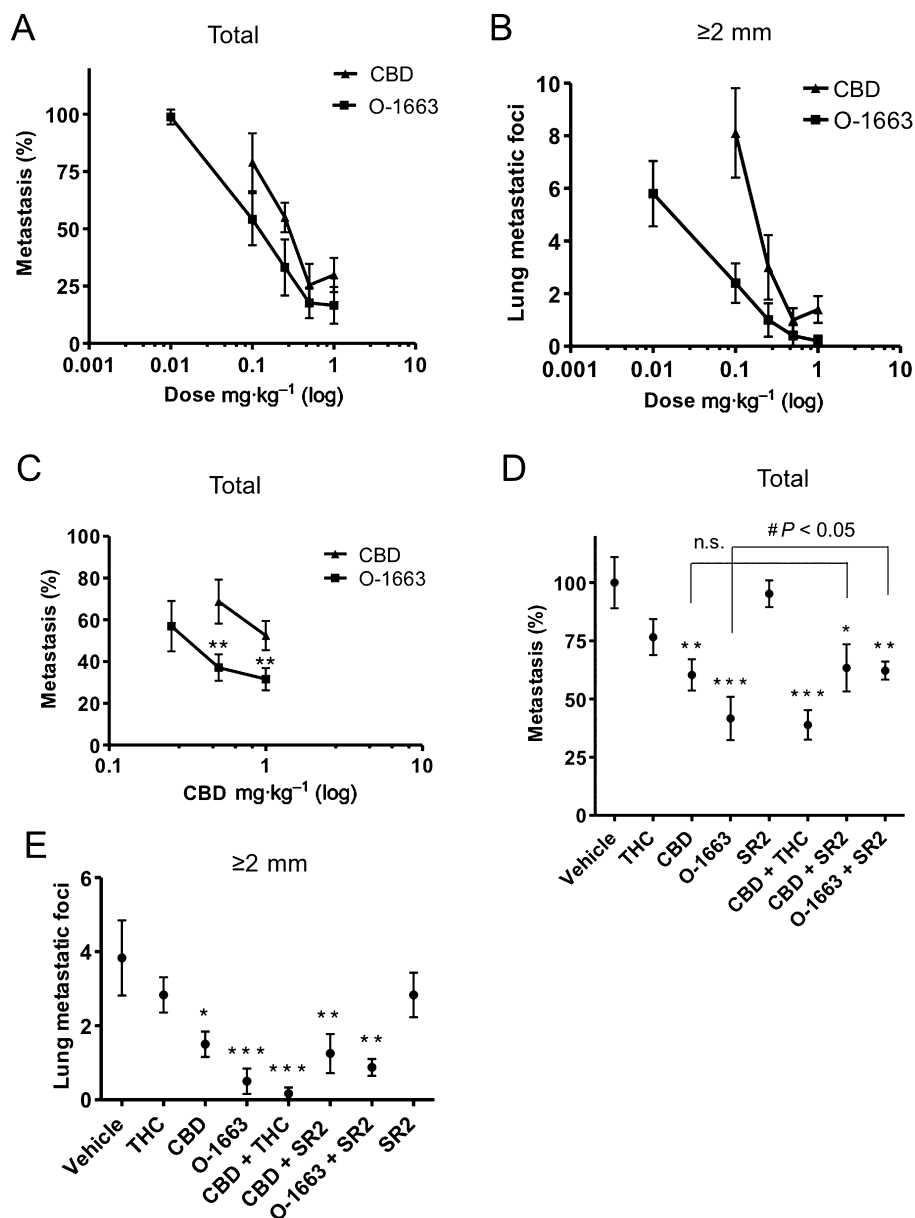 A
Total
CBD
O-1663
Metastasis (%)
100
75
50
25
0
0.001 0.01 0.1 1 10
Dose mg·kg⁻¹ (log)
B
≥2 mm
CBD
O-1663
Lung metastatic foci
10
8
6
4
2
0
0.001 0.01 0.1 1 10
Dose mg·kg⁻¹ (log)
C
Total
CBD
O-1663
Metastasis (%)
100
80
60
40
20
0
**
**
0.1 1 10
CBD mg·kg⁻¹ (log)
D
Total
#P < 0.05
n.s.
Metastasis (%)
100
75
50
25
0
**
***
***
*
**
Vehicle
THC
CBD
O-1663
SR2
CBD + THC
CBD + SR2
O-1663 + SR2
E
≥2 mm
Lung metastatic foci
6
4
2
0
*
***
***
**
**
Vehicle
THC
CBD
O-1663
CBD + THC
CBD + SR2
O-1663 + SR2
SR2